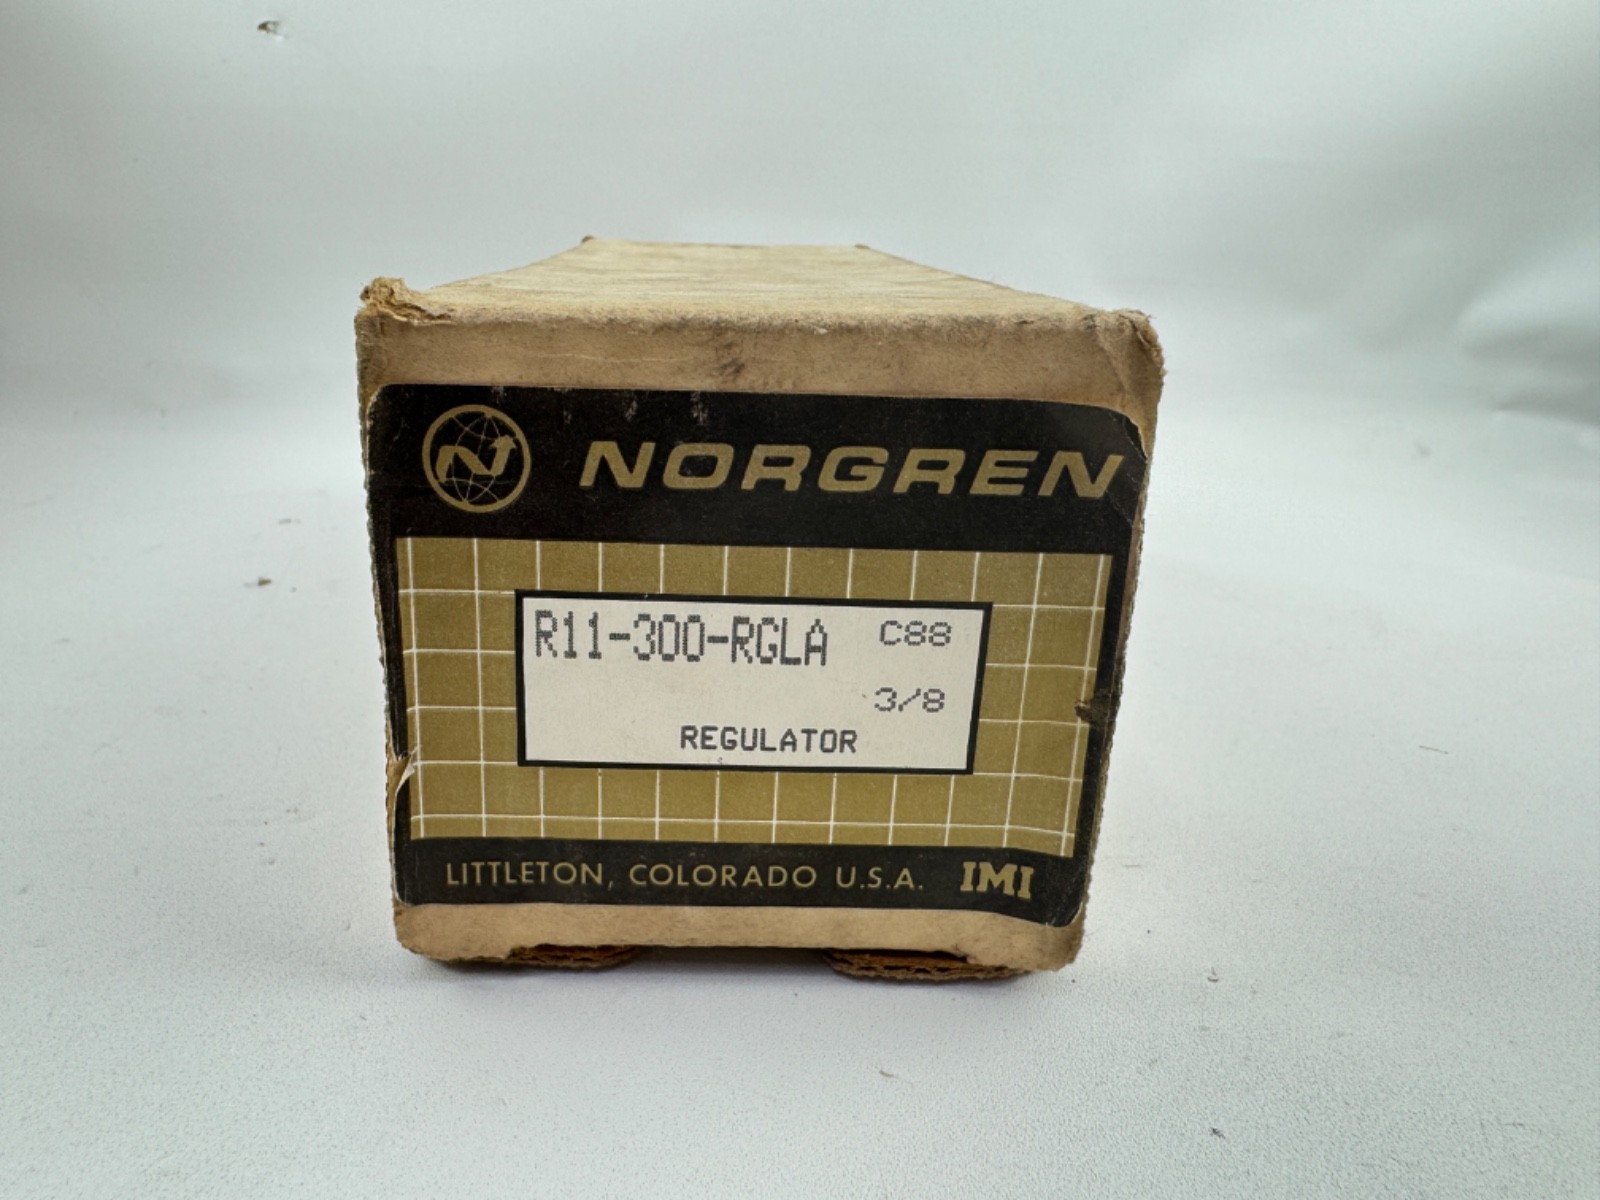 NORGREN
R11-300-RGLA C88
3/8
REGULATOR
LITTLETON, COLORADO U.S.A. IMI